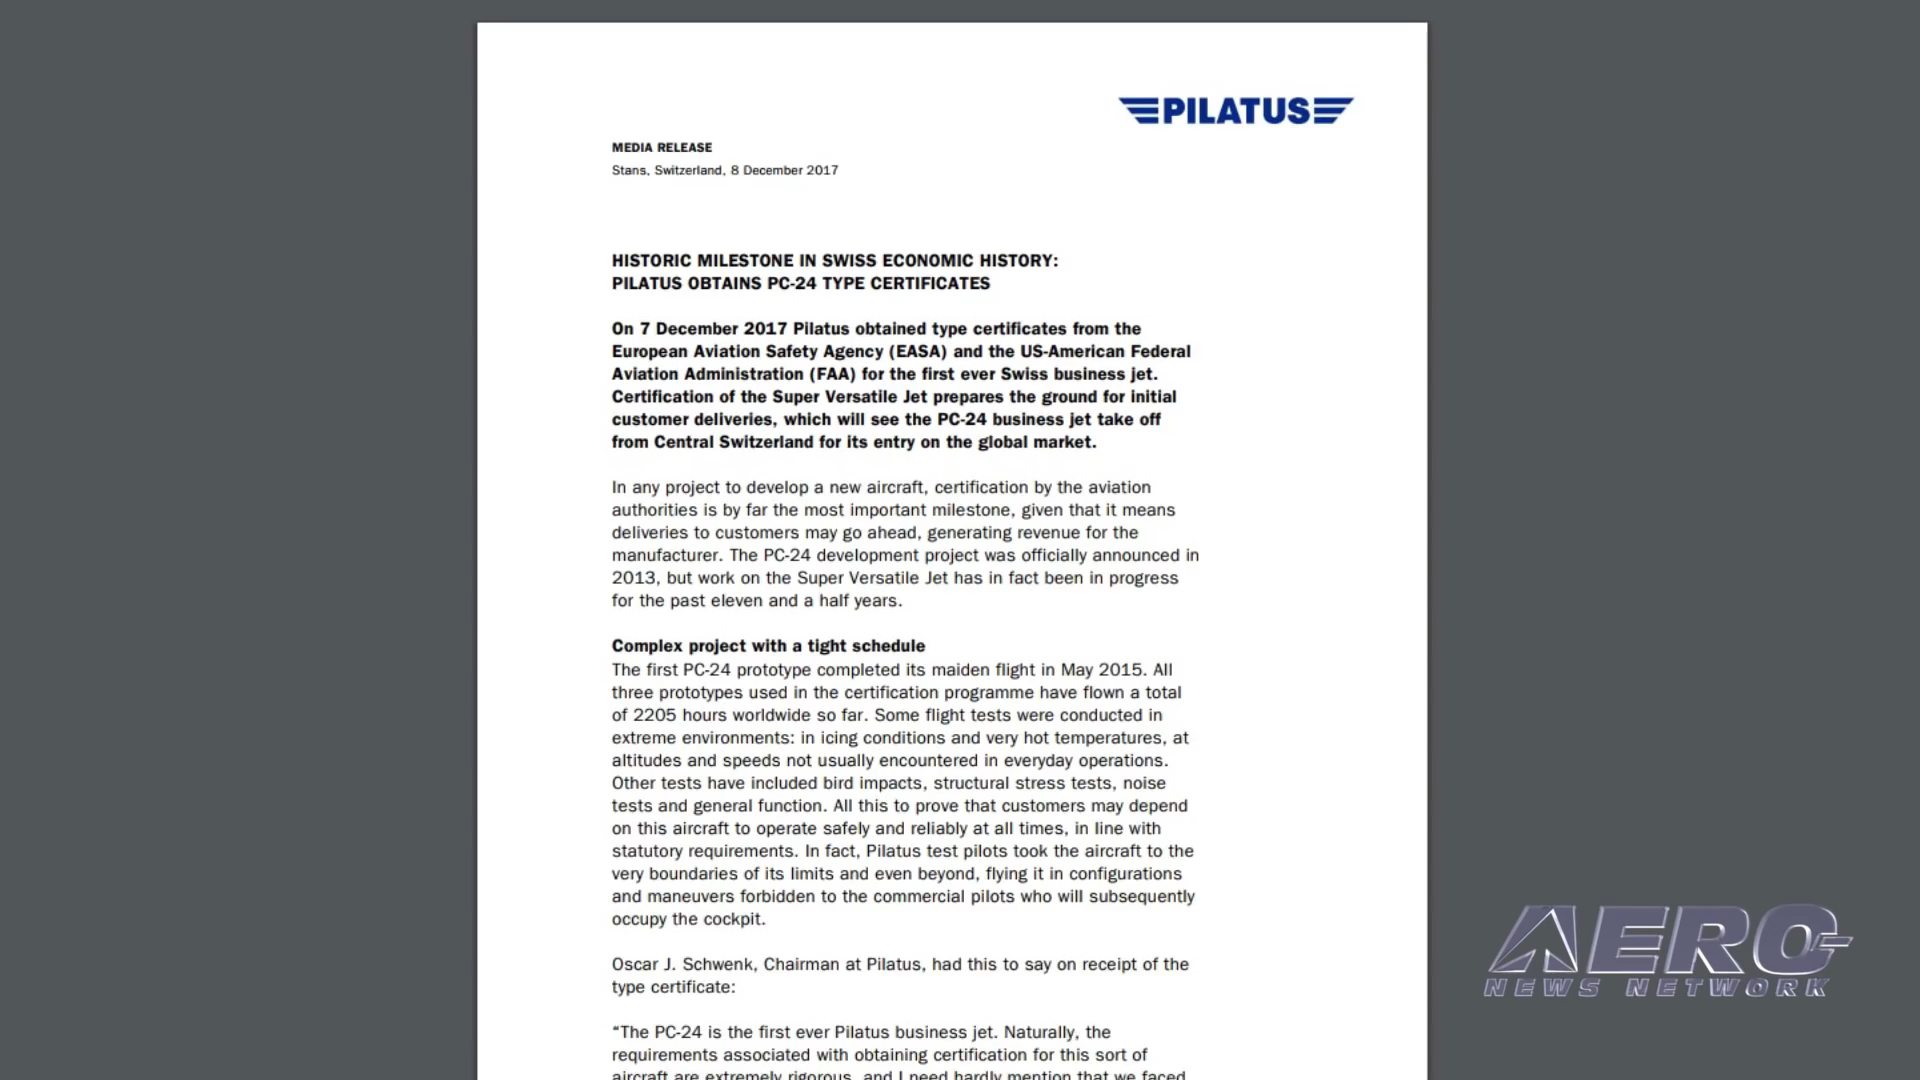 PILATUS
MEDIA RELEASE
Stans, Switzerland, 8 December 2017
HISTORIC MILESTONE IN SWISS ECONOMIC HISTORY:
PILATUS OBTAINS PC-24 TYPE CERTIFICATES
On 7 December 2017 Pilatus obtained type certificates from the
European Aviation Safety Agency (EASA) and the US-American Federal
Aviation Administration (FAA) for the first ever Swiss business jet.
Certification of the Super Versatile Jet prepares the ground for initial
customer deliveries, which will see the PC-24 business jet take off
from Central Switzerland for its entry on the global market.
In any project to develop a new aircraft, certification by the aviation
authorities is by far the most important milestone, given that it means
deliveries to customers may go ahead, generating revenue for the
manufacturer. The PC-24 development project was officially announced in
2013, but work on the Super Versatile Jet has in fact been in progress
for the past eleven and a half years.
Complex project with a tight schedule
The first PC-24 prototype completed its maiden flight in May 2015. All
three prototypes used in the certification programme have flown a total
of 2205 hours worldwide so far. Some flight tests were conducted in
extreme environments: in icing conditions and very hot temperatures, at
altitudes and speeds not usually encountered in everyday operations.
Other tests have included bird impacts, structural stress tests, noise
tests and general function. All this to prove that customers may depend
on this aircraft to operate safely and reliably at all times, in line with
statutory requirements. In fact, Pilatus test pilots took the aircraft to the
very boundaries of its limits and even beyond, flying it in configurations
and maneuvers forbidden to the commercial pilots who will subsequently
occupy the cockpit.
Oscar J. Schwenk, Chairman at Pilatus, had this to say on receipt of the
type certificate:
“The PC-24 is the first ever Pilatus business jet. Naturally, the
requirements associated with obtaining certification for this sort of
aircraft are extremely rigorous, and I need hardly mention that we faced
AERO-
NEWS NETWORK